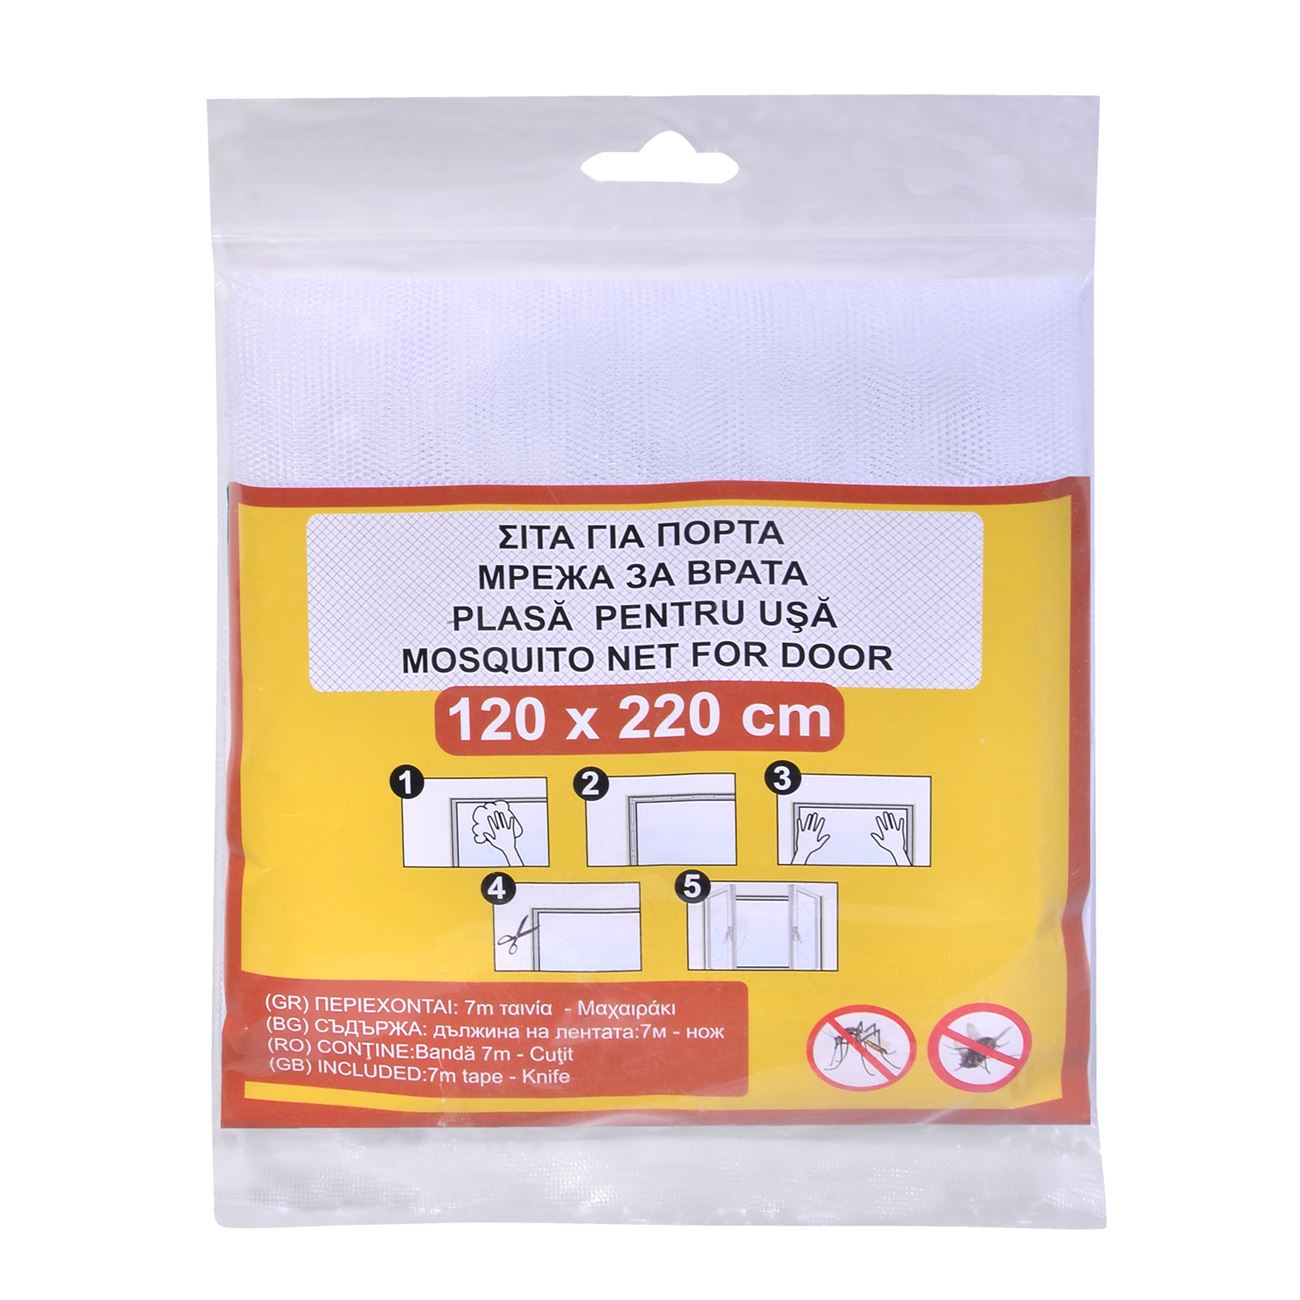 ΣΙΤΑ ΓΙΑ ΠΟΡΤΑ
МРЕЖА ЗА ВРАТА
PLASĂ PENTRU UŞĂ
MOSQUITO NET FOR DOOR
120 x 220 cm
1 2 3
4 5
(GR) ΠΕΡΙΕΧΟΝΤΑΙ: 7m ταινία - Μαχαιράκι
(BG) СЪДЪРЖА: дължина на лентата:7м - нож
(RO) CONŢINE:Bandă 7m - Cuţit
(GB) INCLUDED:7m tape - Knife